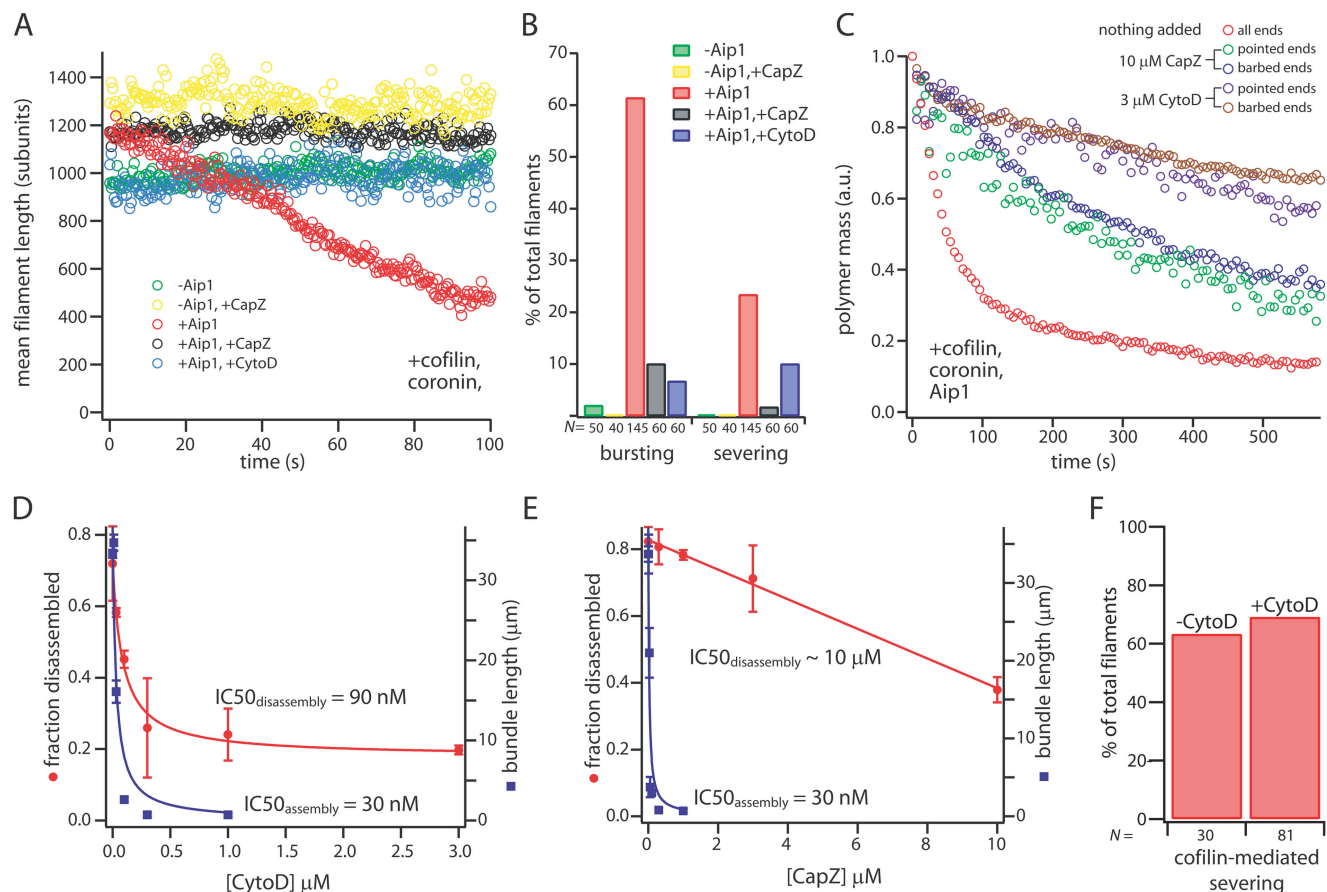 A
mean filament length (subunits)
1400
1200
1000
800
600
400
200
0
-Aip1
-Aip1, +CapZ
+Aip1
+Aip1, +CapZ
+Aip1, +CytoD
+cofilin,
coronin,
0 20 40 60 80 100
time (s)
B
% of total filaments
70
60
50
40
30
20
10
-Aip1
-Aip1,+CapZ
+Aip1
+Aip1,+CapZ
+Aip1,+CytoD
N= 50 40 145 60 60 50 40 145 60 60
bursting severing
C
nothing added all ends
10 μM CapZ pointed ends
barbed ends
3 μM CytoD pointed ends
barbed ends
polymer mass (a.u.)
1.0
0.8
0.6
0.4
0.2
0.0
+cofilin,
coronin,
Aip1
0 100 200 300 400 500
time (s)
D
fraction disassembled
0.8
0.6
0.4
0.2
0.0
IC50disassembly = 90 nM
IC50assembly = 30 nM
30
20
10
0
bundle length (μm)
0.0 0.5 1.0 1.5 2.0 2.5 3.0
[CytoD] μM
E
fraction disassembled
0.8
0.6
0.4
0.2
0.0
IC50disassembly ~ 10 μM
IC50assembly = 30 nM
30
20
10
0
bundle length (μm)
0 2 4 6 8 10
[CapZ] μM
F
% of total filaments
100
80
60
40
20
0
-CytoD
+CytoD
N = 30 81
cofilin-mediated
severing